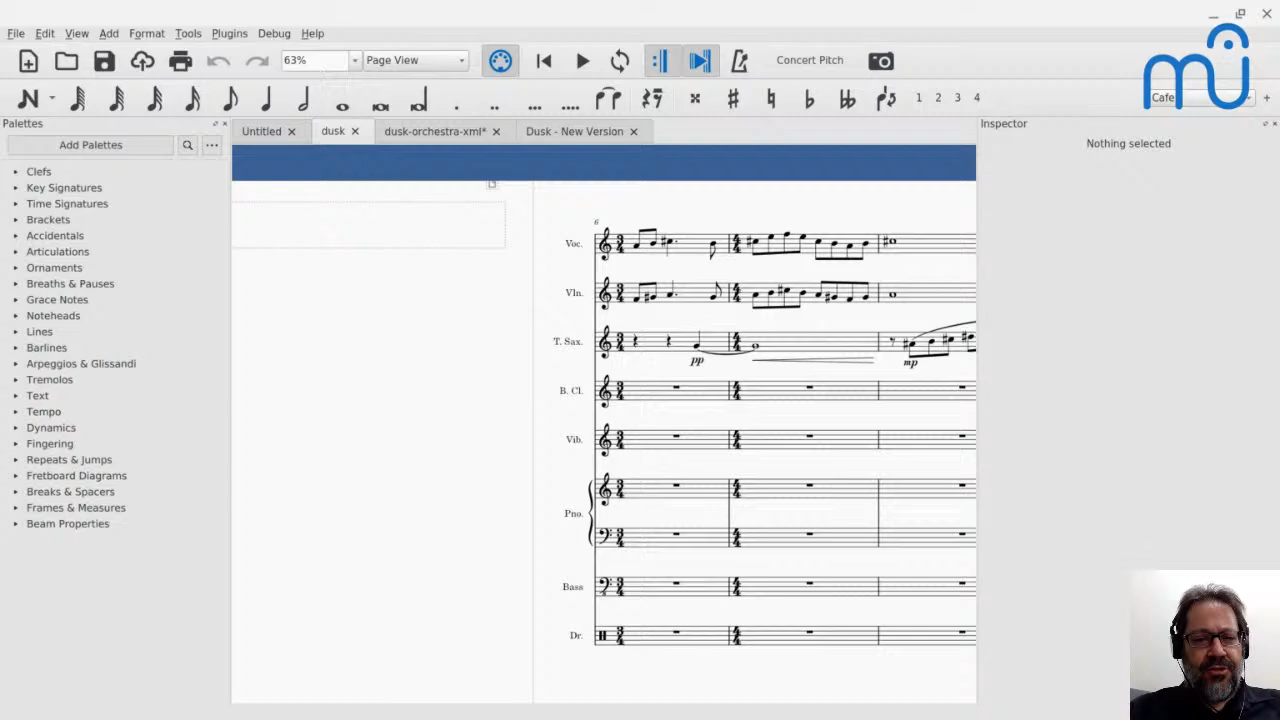 File Edit View Add Format Tools Plugins Debug Help
63% Page View Concert Pitch
1 2 3 4 Cafe
Palettes
Untitled dusk dusk-orchestra-xml* Dusk - New Version
Inspector
Add Palettes
Nothing selected
Clefs
Key Signatures
Time Signatures
Brackets
Accidentals
Articulations
Ornaments
Breaths & Pauses
Grace Notes
Noteheads
Lines
Barlines
Arpeggios & Glissandi
Tremolos
Text
Tempo
Dynamics
Fingering
Repeats & Jumps
Fretboard Diagrams
Breaks & Spacers
Frames & Measures
Beam Properties
6
Voc.
Vln.
T. Sax.
pp mp
B. Cl.
Vib.
Pno.
Bass
Dr.